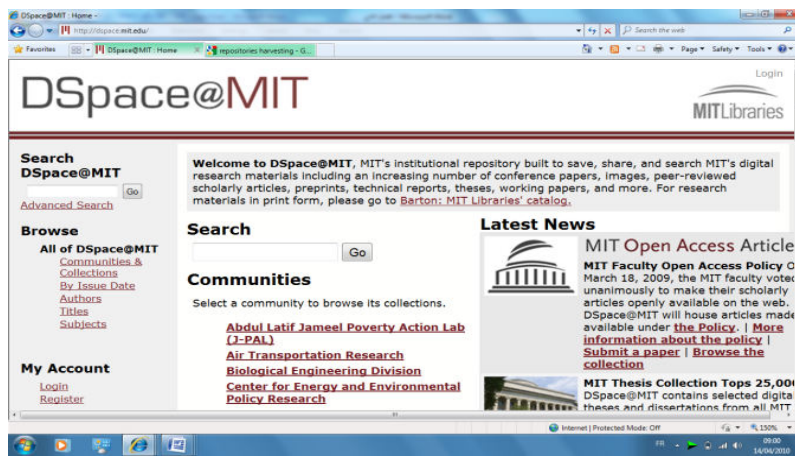 DSpace@MIT : Home -
http://dspace.mit.edu/
Search the web
Favorites
DSpace@MIT : Home
repositories harvesting - G...
Page
Safety
Tools
DSpace@MIT
Login
MITLibraries
Search
DSpace@MIT
Go
Advanced Search
Browse
All of DSpace@MIT
Communities &
Collections
By Issue Date
Authors
Titles
Subjects
My Account
Login
Register
Welcome to DSpace@MIT, MIT's institutional repository built to save, share, and search MIT's digital
research materials including an increasing number of conference papers, images, peer-reviewed
scholarly articles, preprints, technical reports, theses, working papers, and more. For research
materials in print form, please go to Barton: MIT Libraries' catalog.
Search
Go
Communities
Select a community to browse its collections.
Abdul Latif Jameel Poverty Action Lab
(J-PAL)
Air Transportation Research
Biological Engineering Division
Center for Energy and Environmental
Policy Research
Latest News
MIT Open Access Article
MIT Faculty Open Access Policy O
March 18, 2009, the MIT faculty voted
unanimously to make their scholarly
articles openly available on the web.
DSpace@MIT will house articles made
available under the Policy. | More
information about the policy |
Submit a paper | Browse the
collection
MIT Thesis Collection Tops 25,00
DSpace@MIT contains selected digita
theses and dissertations from all MIT
Internet | Protected Mode: Off
150%
FR
09:00
14/04/2010